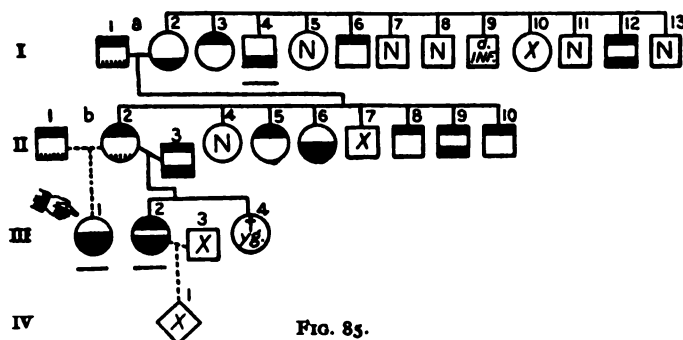 1 a 2 3 4 5 6 7 8 9 10 11 12 13
I N N N d. INF. X N N
1 b 2 3 4 5 6 7 8 9 10
II N X
1 2 3 4
III X yg.
1
IV X
FIG. 85.